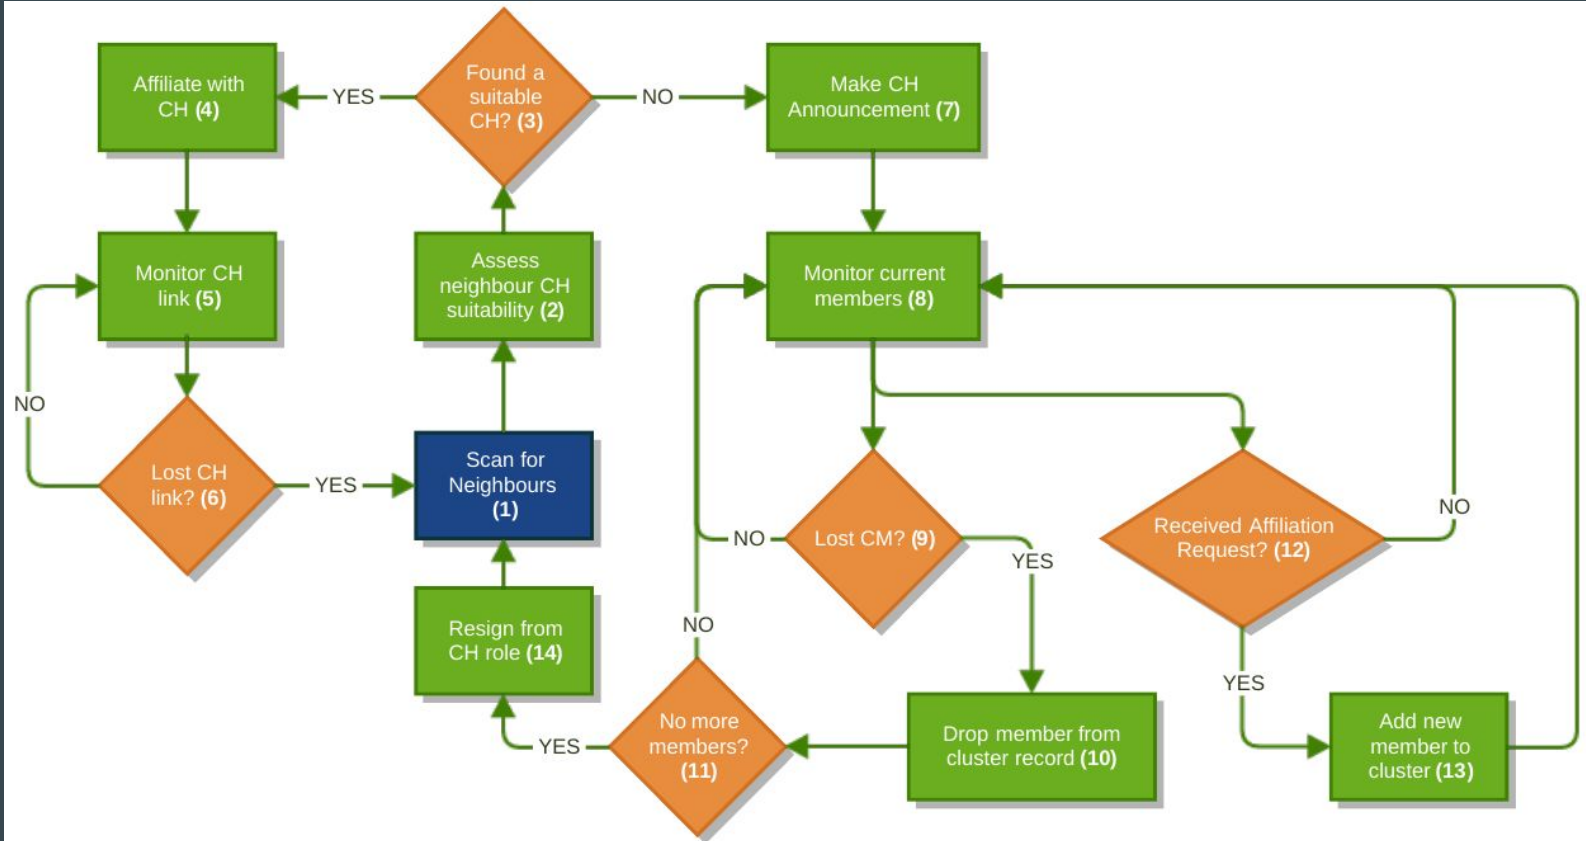 Affiliate with
CH (4)
YES
Found a
suitable
CH? (3)
NO
Make CH
Announcement (7)
Monitor CH
link (5)
Assess
neighbour CH
suitability (2)
Monitor current
members (8)
NO
Lost CH
link? (6)
YES
Scan for
Neighbours
(1)
NO
Lost CM? (9)
YES
Received Affiliation
Request? (12)
NO
Resign from
CH role (14)
NO
YES
No more
members?
(11)
YES
Drop member from
cluster record (10)
Add new
member to
cluster (13)